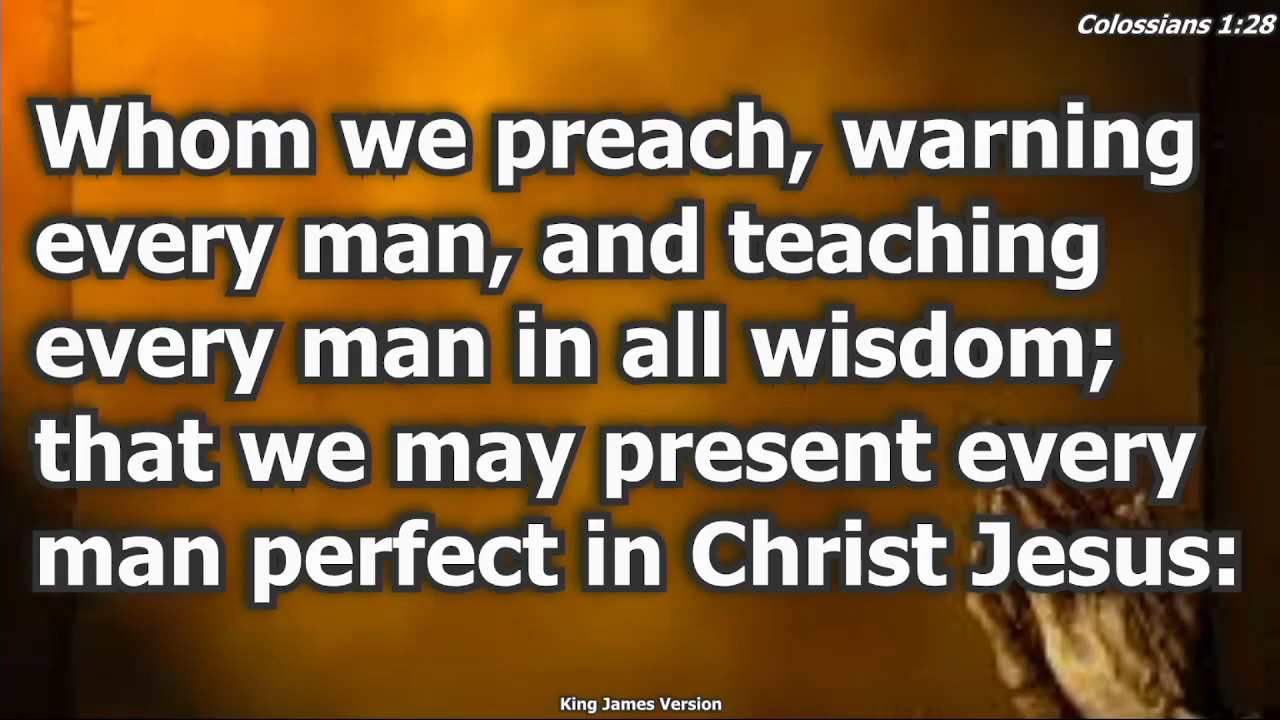 Colossians 1:28
Whom we preach, warning
every man, and teaching
every man in all wisdom;
that we may present every
man perfect in Christ Jesus:
King James Version